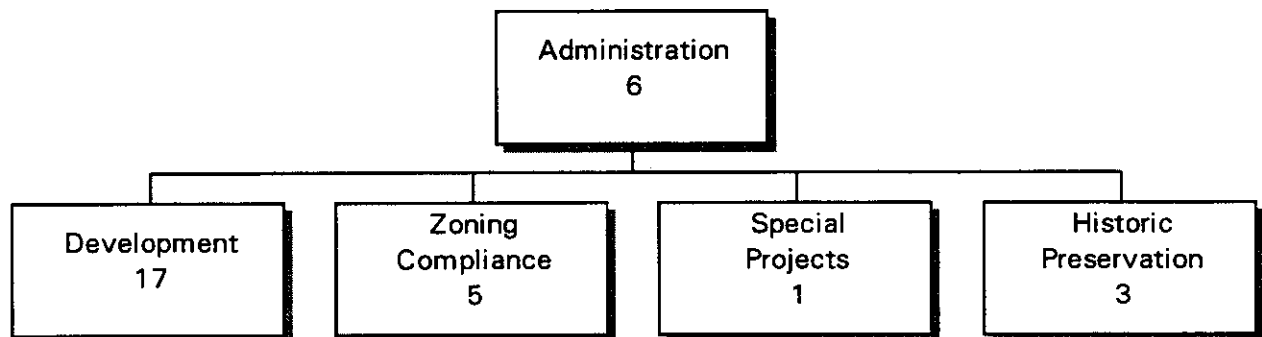 Administration
6
Development
17
Zoning
Compliance
5
Special
Projects
1
Historic
Preservation
3